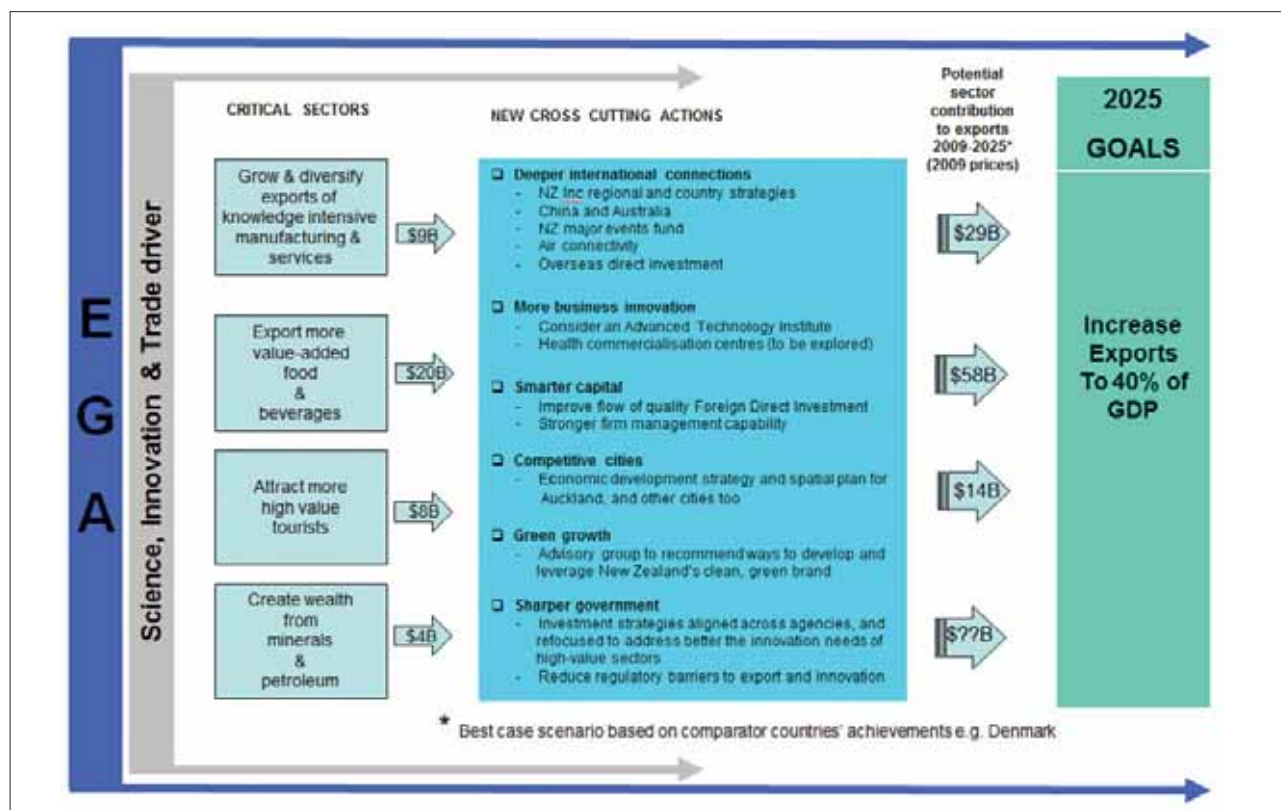 E
G
A
Science, Innovation & Trade driver
CRITICAL SECTORS
Grow & diversify
exports of
knowledge intensive
manufacturing &
services
$9B
Export more
value-added
food
&
beverages
$20B
Attract more
high value
tourists
$8B
Create wealth
from
minerals
&
petroleum
$4B
NEW CROSS CUTTING ACTIONS
❑ Deeper international connections
- NZ Inc regional and country strategies
- China and Australia
- NZ major events fund
- Air connectivity
- Overseas direct investment
❑ More business innovation
- Consider an Advanced Technology Institute
- Health commercialisation centres (to be explored)
❑ Smarter capital
- Improve flow of quality Foreign Direct Investment
- Stronger firm management capability
❑ Competitive cities
- Economic development strategy and spatial plan for
Auckland, and other cities too
❑ Green growth
- Advisory group to recommend ways to develop and
leverage New Zealand's clean, green brand
❑ Sharper government
- Investment strategies aligned across agencies, and
refocused to address better the innovation needs of
high-value sectors
- Reduce regulatory barriers to export and innovation
Potential
sector
contribution
to exports
2009-2025*
(2009 prices)
$29B
$58B
$14B
$??B
2025
GOALS
Increase
Exports
To 40% of
GDP
* Best case scenario based on comparator countries' achievements e.g. Denmark